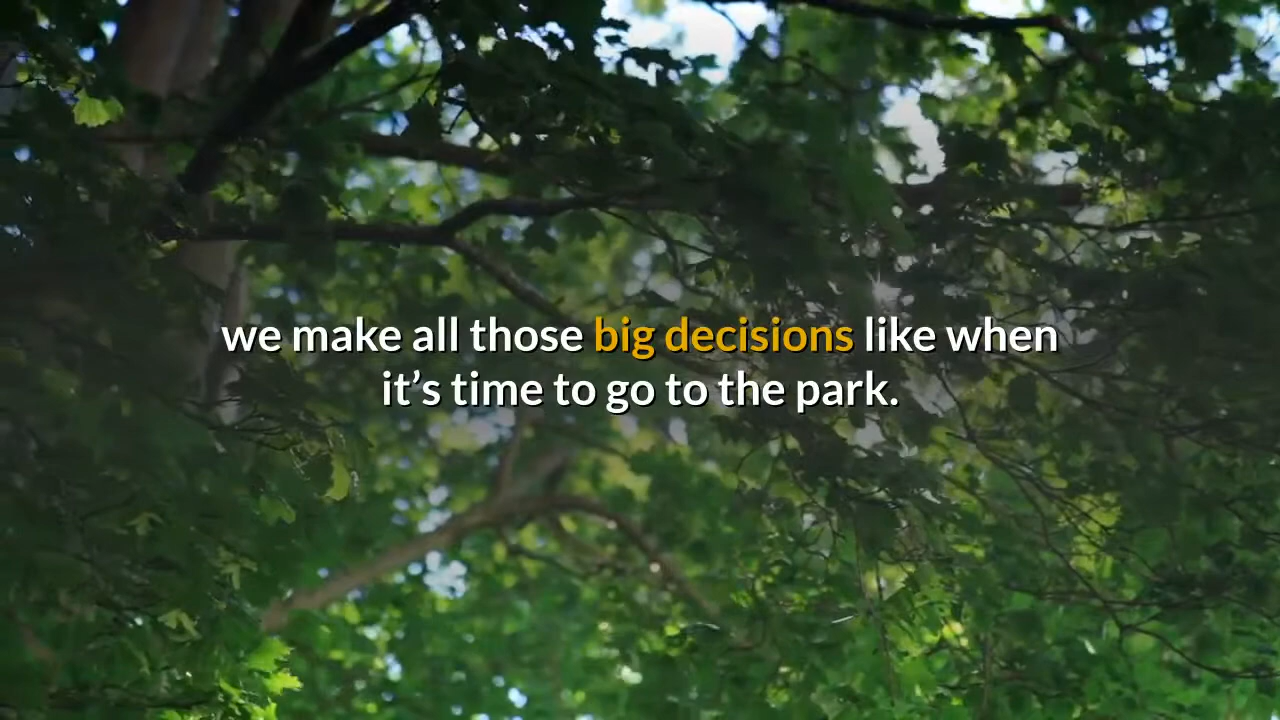 we make all those big decisions like when
it’s time to go to the park.